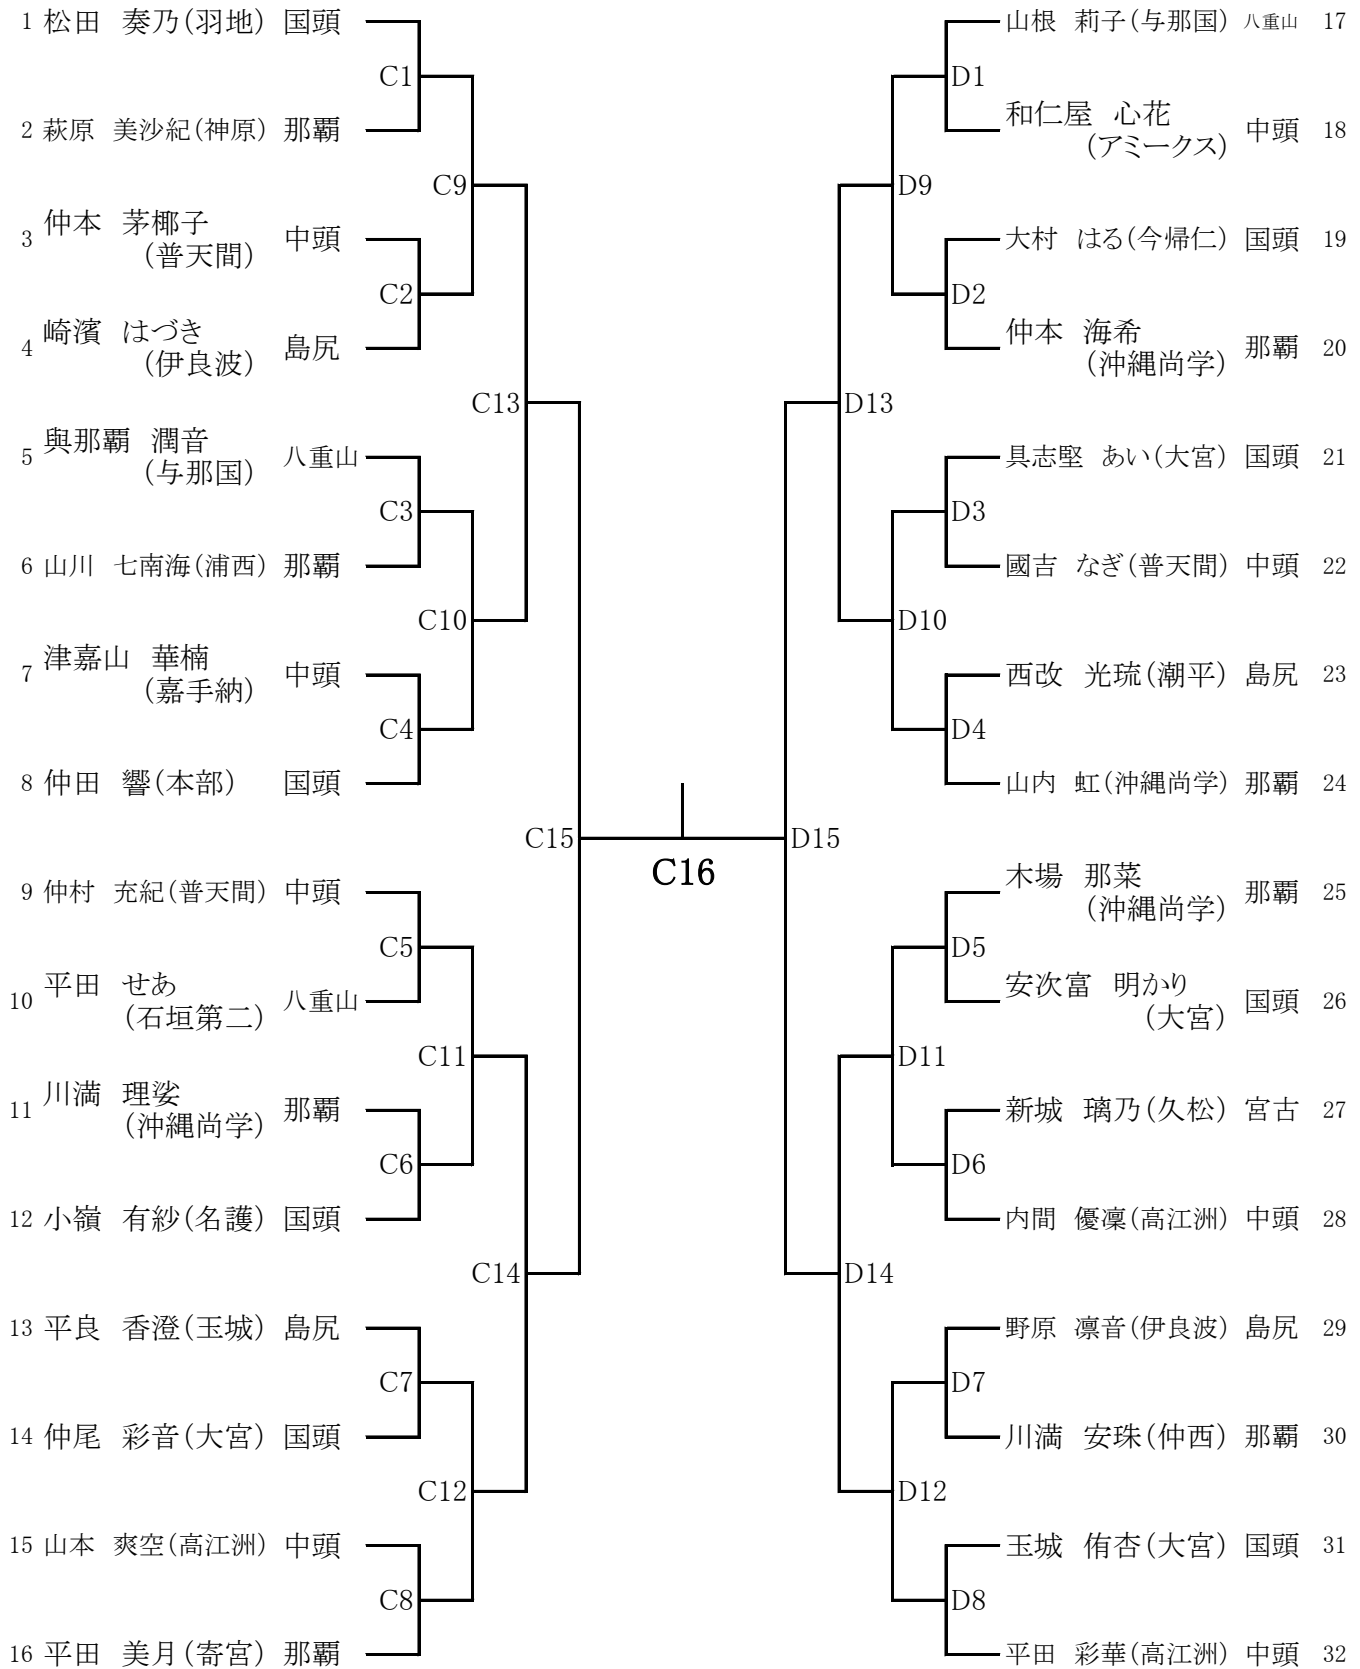 1 松田 奏乃(羽地) 国頭
C1
2 萩原 美沙紀(神原) 那覇
C9
3 仲本 茅椰子 中頭
(普天間)
C2
4 崎濱 はづき 島尻
(伊良波)
C13
5 與那覇 潤音 八重山
(与那国)
C3
6 山川 七南海(浦西) 那覇
C10
7 津嘉山 華楠 中頭
(嘉手納)
C4
8 仲田 響(本部) 国頭
C15
9 仲村 充紀(普天間) 中頭
C5
10 平田 せあ 八重山
(石垣第二)
C11
11 川満 理娑 那覇
(沖縄尚学)
C6
12 小嶺 有紗(名護) 国頭
C14
13 平良 香澄(玉城) 島尻
C7
14 仲尾 彩音(大宮) 国頭
C12
15 山本 爽空(高江洲) 中頭
C8
16 平田 美月(寄宮) 那覇
C16
山根 莉子(与那国) 八重山 17
D1
和仁屋 心花 中頭 18
(アミークス)
D9
大村 はる(今帰仁) 国頭 19
D2
仲本 海希 那覇 20
(沖縄尚学)
D13
具志堅 あい(大宮) 国頭 21
D3
國吉 なぎ(普天間) 中頭 22
D10
西改 光琉(潮平) 島尻 23
D4
山内 虹(沖縄尚学) 那覇 24
D15
木場 那菜 那覇 25
(沖縄尚学)
D5
安次富 明かり 国頭 26
(大宮)
D11
新城 璃乃(久松) 宮古 27
D6
内間 優凜(高江洲) 中頭 28
D14
野原 凛音(伊良波) 島尻 29
D7
川満 安珠(仲西) 那覇 30
D12
玉城 侑杏(大宮) 国頭 31
D8
平田 彩華(高江洲) 中頭 32